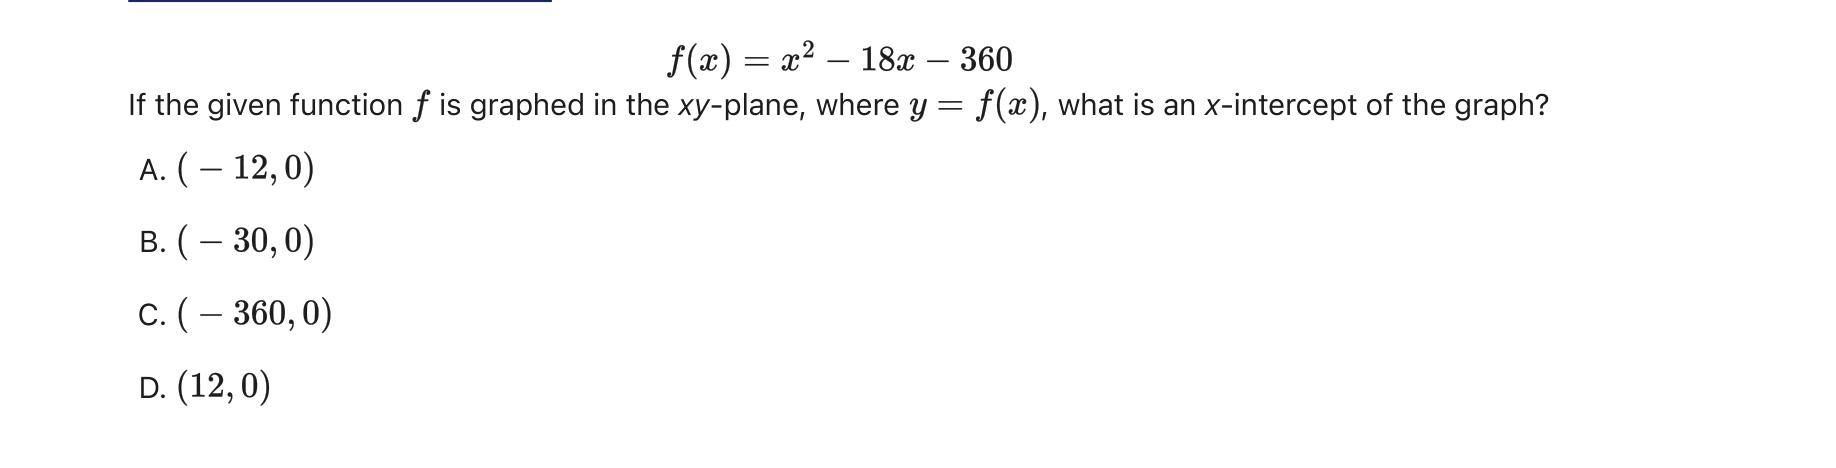 f(x) = x² − 18x − 360
If the given function f is graphed in the xy-plane, where y = f(x), what is an x-intercept of the graph?
A. ( − 12, 0)
B. ( − 30, 0)
C. ( − 360, 0)
D. (12, 0)